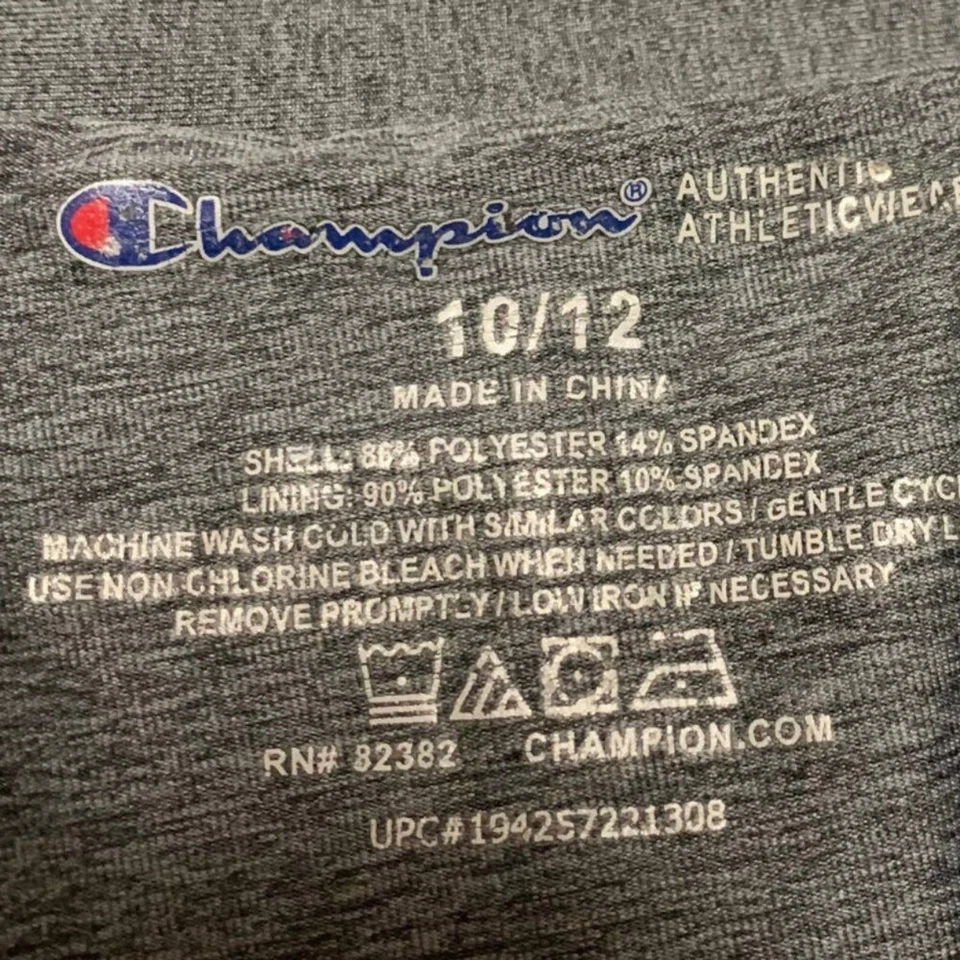 Champion® AUTHENTIC
ATHLETICWEAR
10/12
MADE IN CHINA
SHELL: 86% POLYESTER 14% SPANDEX
LINING: 90% POLYESTER 10% SPANDEX
MACHINE WASH COLD WITH SIMILAR COLORS / GENTLE CYCL
USE NON-CHLORINE BLEACH WHEN NEEDED / TUMBLE DRY L
REMOVE PROMPTLY / LOW IRON IF NECESSARY
RN# 82382 CHAMPION.COM
UPC#194257221308